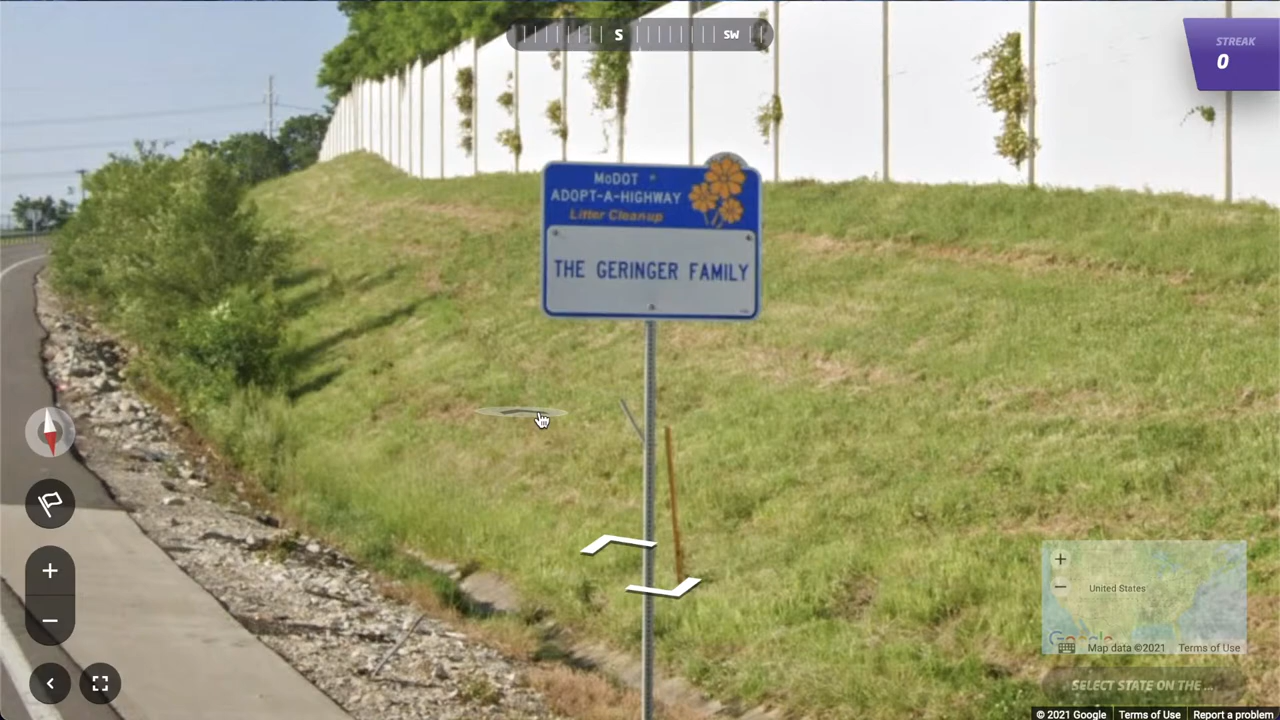 S
SW
STREAK
0
MoDOT
ADOPT-A-HIGHWAY
Litter Cleanup
THE GERINGER FAMILY
+
−
+
−
United States
Google
Map data ©2021 Terms of Use
SELECT STATE ON THE ...
© 2021 Google Terms of Use Report a problem